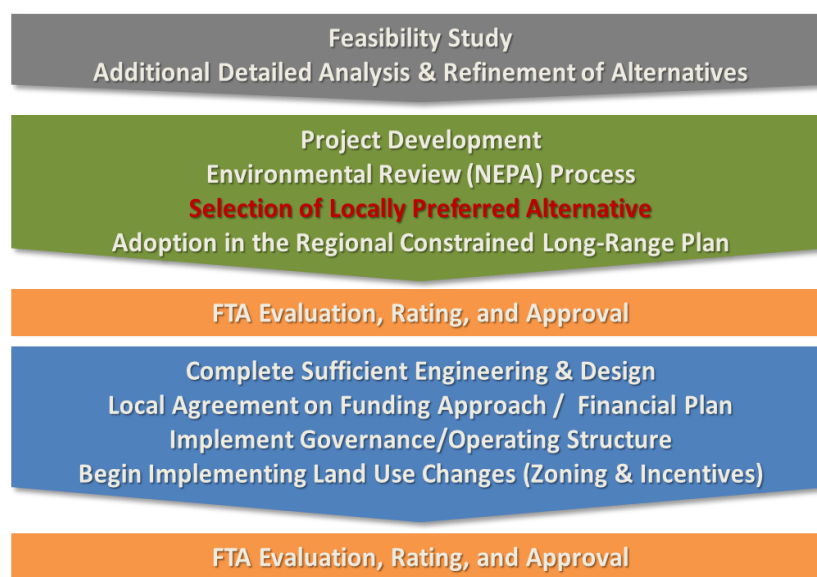 Feasibility Study
Additional Detailed Analysis & Refinement of Alternatives
Project Development
Environmental Review (NEPA) Process
Selection of Locally Preferred Alternative
Adoption in the Regional Constrained Long-Range Plan
FTA Evaluation, Rating, and Approval
Complete Sufficient Engineering & Design
Local Agreement on Funding Approach / Financial Plan
Implement Governance/Operating Structure
Begin Implementing Land Use Changes (Zoning & Incentives)
FTA Evaluation, Rating, and Approval